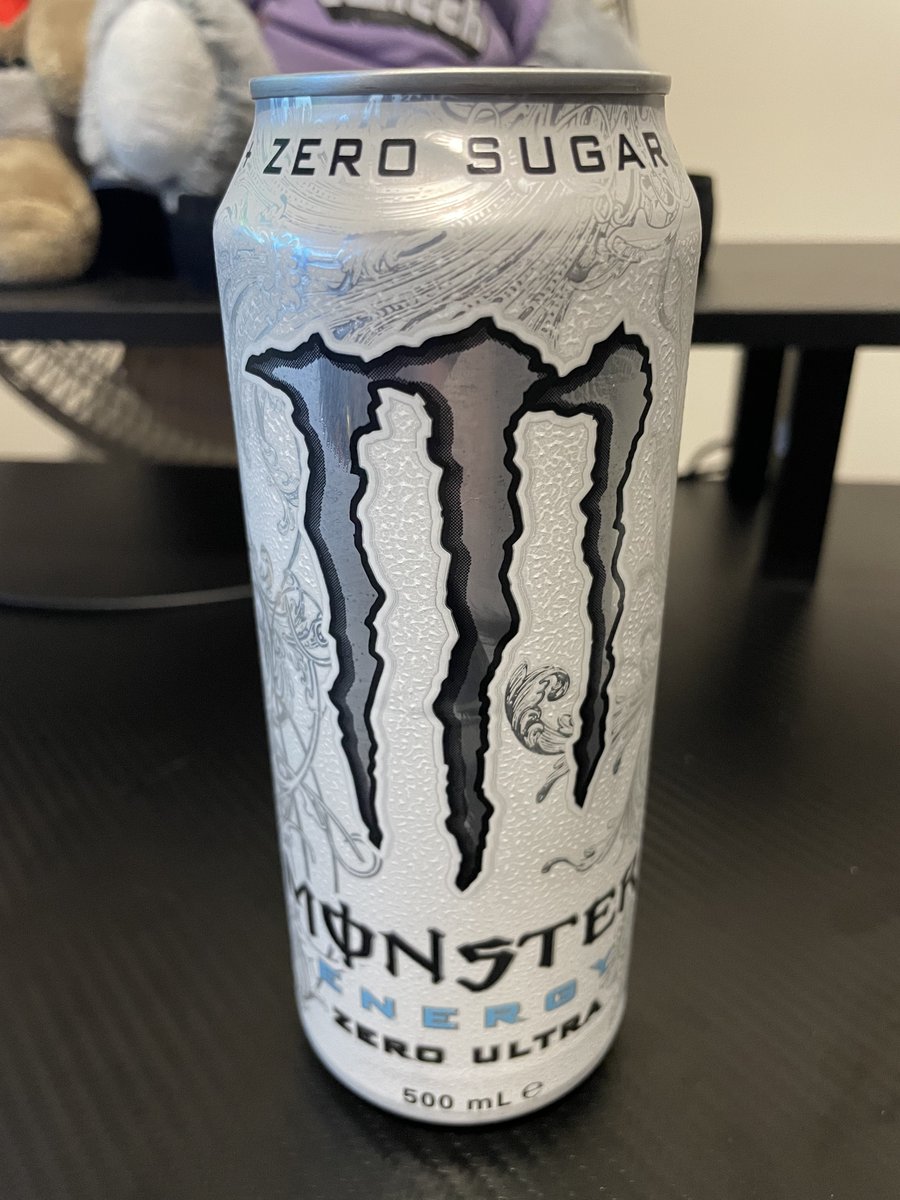 ZERO SUGAR
MONSTER
ENERGY
ZERO ULTRA
500 mL ℮